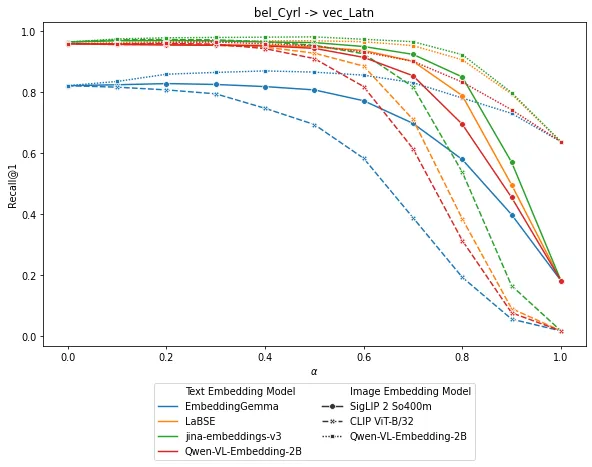 bel_Cyrl -> vec_Latn
Recall@1
1.0
0.8
0.6
0.4
0.2
0.0
0.0 0.2 0.4 0.6 0.8 1.0
α
Text Embedding Model
EmbeddingGemma
LaBSE
jina-embeddings-v3
Qwen-VL-Embedding-2B
Image Embedding Model
SigLIP 2 So400m
CLIP ViT-B/32
Qwen-VL-Embedding-2B